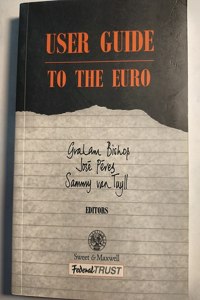 USER GUIDE
TO THE EURO
Graham Bishop
José Pérez
Sammy van Tuyll
EDITORS
Sweet & Maxwell
Federal TRUST